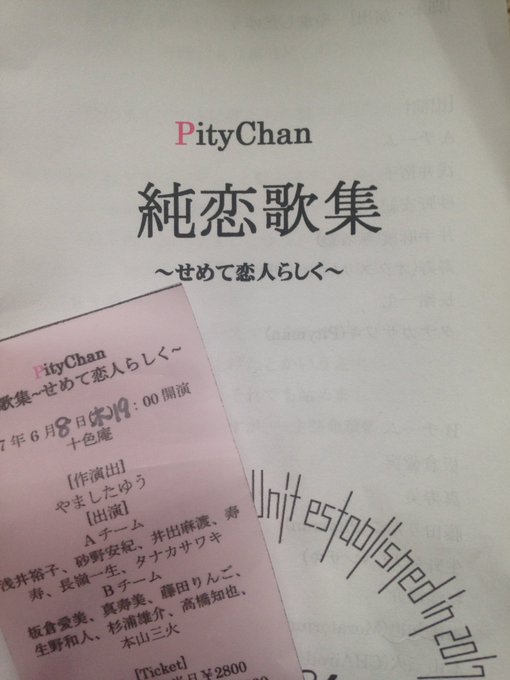 PityChan
純恋歌集
~せめて恋人らしく~
PityChan
歌集~せめて恋人らしく~
7年6月8日(木)19:00開演
十色庵
[作演出]
やましたゆう
[出演]
Aチーム
浅井裕子、砂野安紀、井出麻渡、寿
寿、長嶺一生、タナカサワキ
Bチーム
板倉愛美、真寿美、藤田りんご、
生野和人、杉浦雄介、高橋知也、
本山三火
[Ticket]
当日¥2800
Unit established in 201